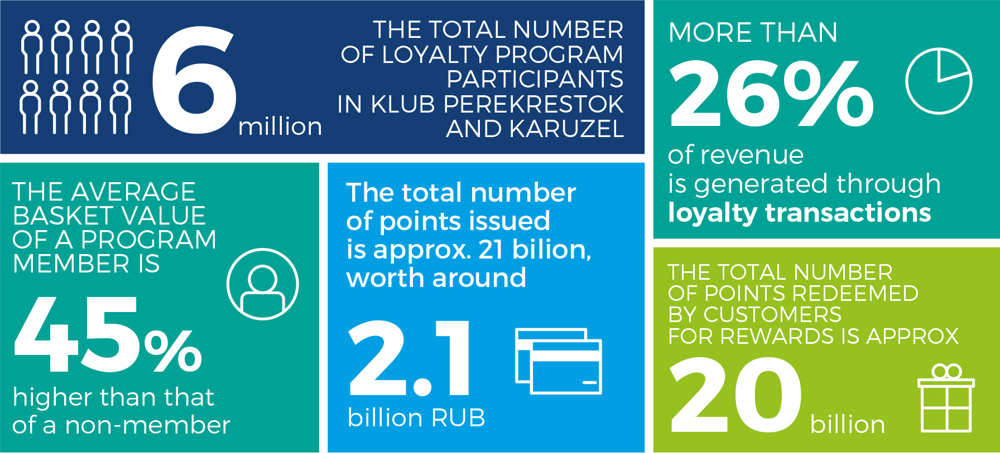 6
million
THE TOTAL NUMBER
OF LOYALTY PROGRAM
PARTICIPANTS
IN KLUB PEREKRESTOK
AND KARUZEL
MORE THAN
26%
of revenue
is generated through
loyalty transactions
THE AVERAGE
BASKET VALUE
OF A PROGRAM
MEMBER IS
45%
higher than that
of a non-member
The total number
of points issued
is approx. 21 bilion,
worth around
2.1
billion RUB
THE TOTAL NUMBER
OF POINTS REDEEMED
BY CUSTOMERS
FOR REWARDS IS APPROX
20
billion